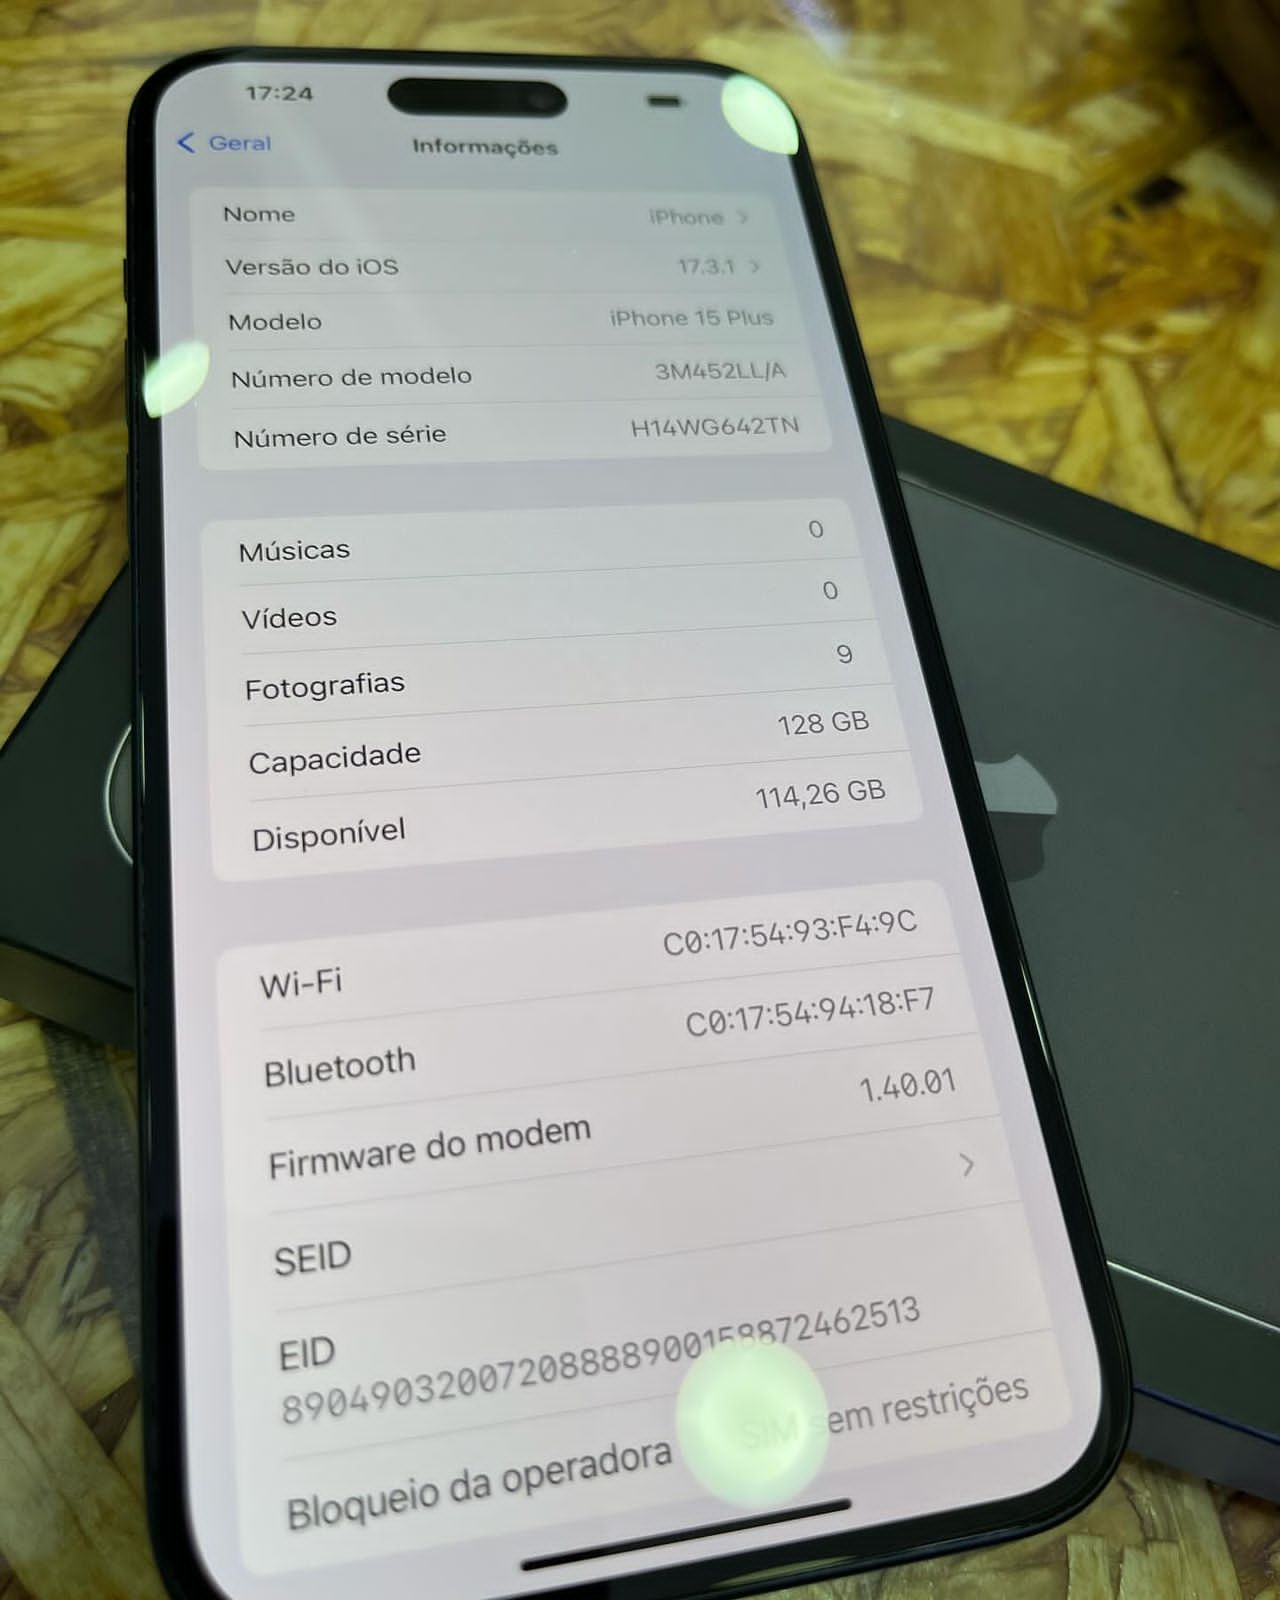 17:24
Geral
Informações
Nome iPhone
Versão do iOS 17.3.1
Modelo iPhone 15 Plus
Número de modelo 3M452LL/A
Número de série H14WG642TN
Músicas 0
Vídeos 0
Fotografias 9
Capacidade 128 GB
Disponível 114,26 GB
Wi-Fi C0:17:54:93:F4:9C
Bluetooth C0:17:54:94:18:F7
Firmware do modem 1.40.01
SEID
EID
89049032007208888900158872462513
Bloqueio da operadora SIM sem restrições